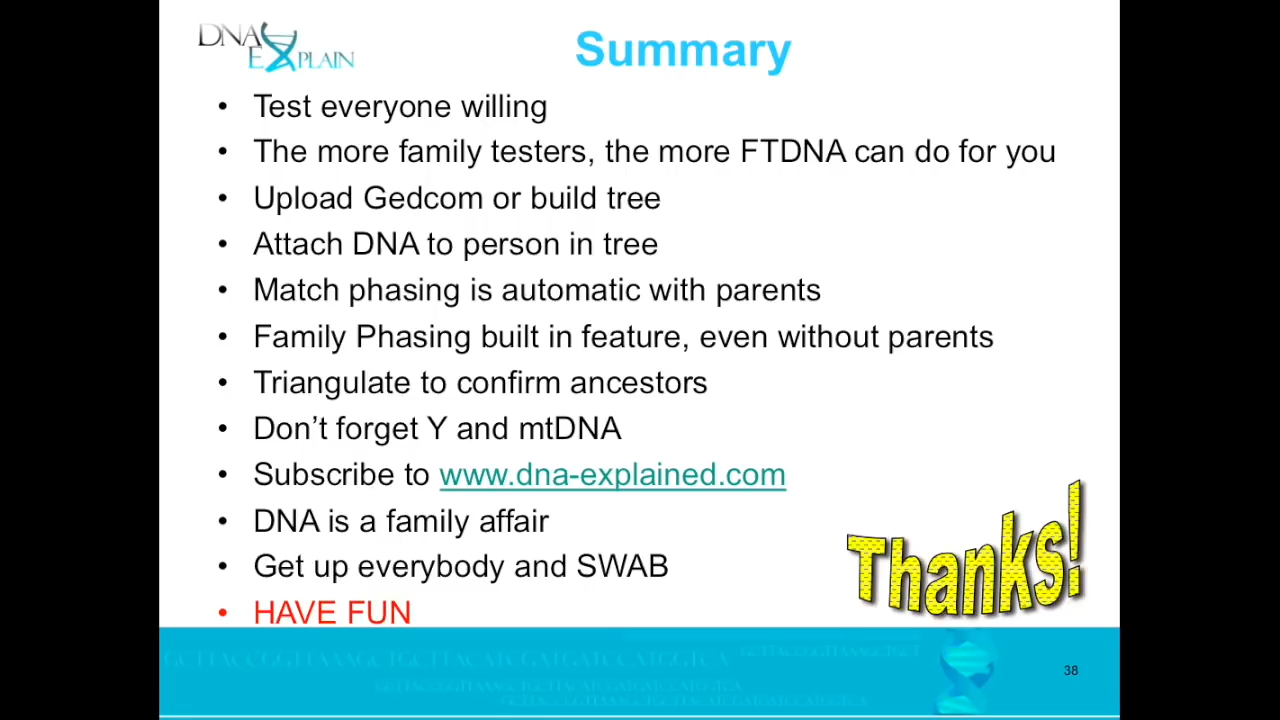 DNA EXPLAIN
Summary
• Test everyone willing
• The more family testers, the more FTDNA can do for you
• Upload Gedcom or build tree
• Attach DNA to person in tree
• Match phasing is automatic with parents
• Family Phasing built in feature, even without parents
• Triangulate to confirm ancestors
• Don’t forget Y and mtDNA
• Subscribe to www.dna-explained.com
• DNA is a family affair
• Get up everybody and SWAB
• HAVE FUN
Thanks!
38